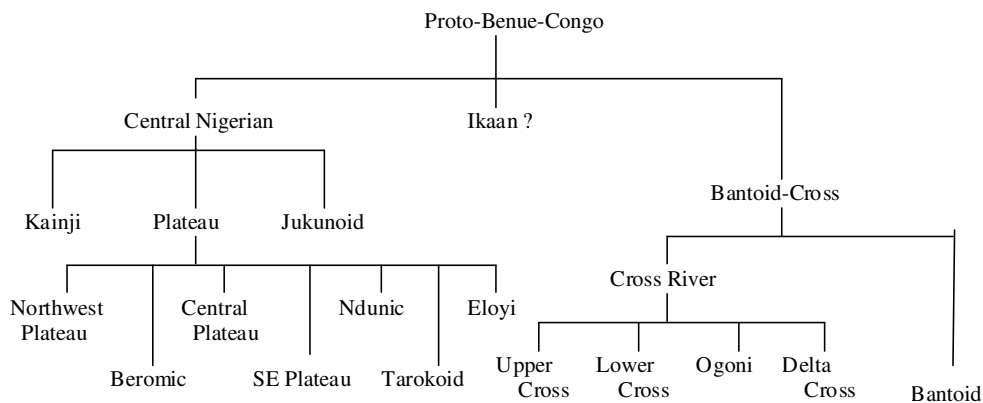 Proto-Benue-Congo
Central Nigerian
Ikaan ?
Bantoid-Cross
Kainji
Plateau
Jukunoid
Cross River
Northwest
Plateau
Central
Plateau
Ndunic
Eloyi
Beromic
SE Plateau
Tarokoid
Upper
Cross
Lower
Cross
Ogoni
Delta
Cross
Bantoid